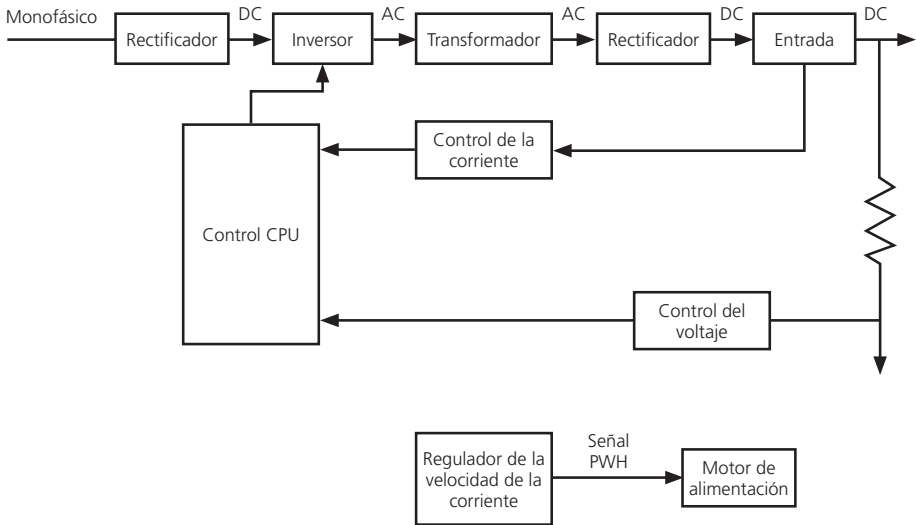 Monofásico
DC
AC
AC
DC
DC
Rectificador
Inversor
Transformador
Rectificador
Entrada
Control de la
corriente
Control CPU
Control del
voltaje
Regulador de la
velocidad de la
corriente
Señal
PWH
Motor de
alimentación